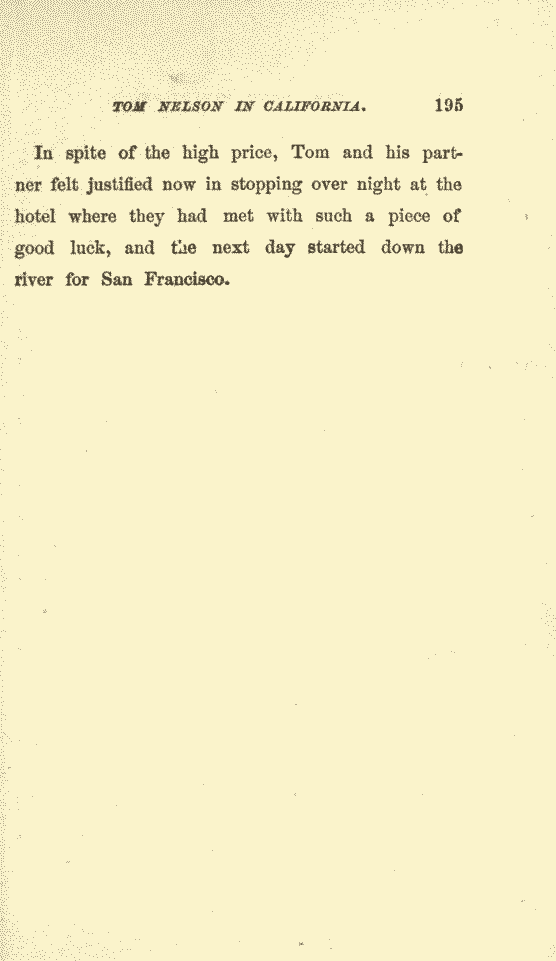 TOM NELSON IN CALIFORNIA. 195
In spite of the high price, Tom and his part-
ner felt justified now in stopping over night at the
hotel where they had met with such a piece of
good luck, and the next day started down the
river for San Francisco.